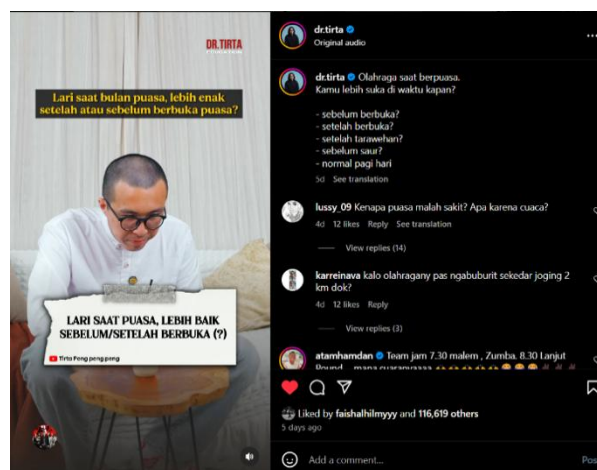 DR.TIRTA
Lari saat bulan puasa, lebih enak
setelah atau sebelum berbuka puasa?
LARI SAAT PUASA, LEBIH BAIK
SEBELUM/SETELAH BERBUKA (?)
Tirta Peng peng peng
dr.tirta
Original audio
dr.tirta Olahraga saat berpuasa.
Kamu lebih suka di waktu kapan?
- sebelum berbuka?
- setelah berbuka?
- setelah tarawehan?
- sebelum saur?
- normal pagi hari
5d See translation
lussy_09 Kenapa puasa malah sakit? Apa karena cuaca?
4d 12 likes Reply See translation
View replies (14)
karreinava kalo olahragany pas ngabuburit sekedar joging 2
km dok?
4d 12 likes Reply
View replies (3)
atamhamdan Team jam 7.30 malem , Zumba. 8.30 Lanjut
Liked by faishalhilmyyy and 116,619 others
5 days ago
Add a comment...
Pos